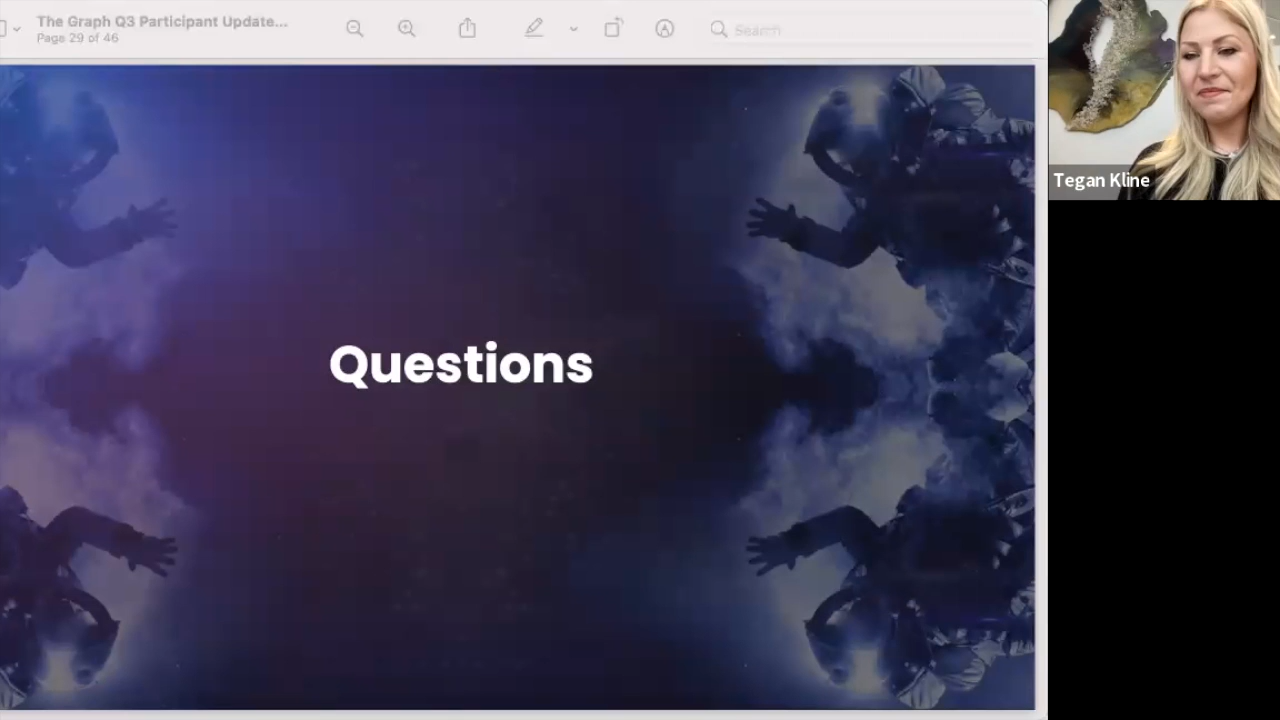 The Graph Q3 Participant Update...
Page 29 of 46
Search
Questions
Tegan Kline